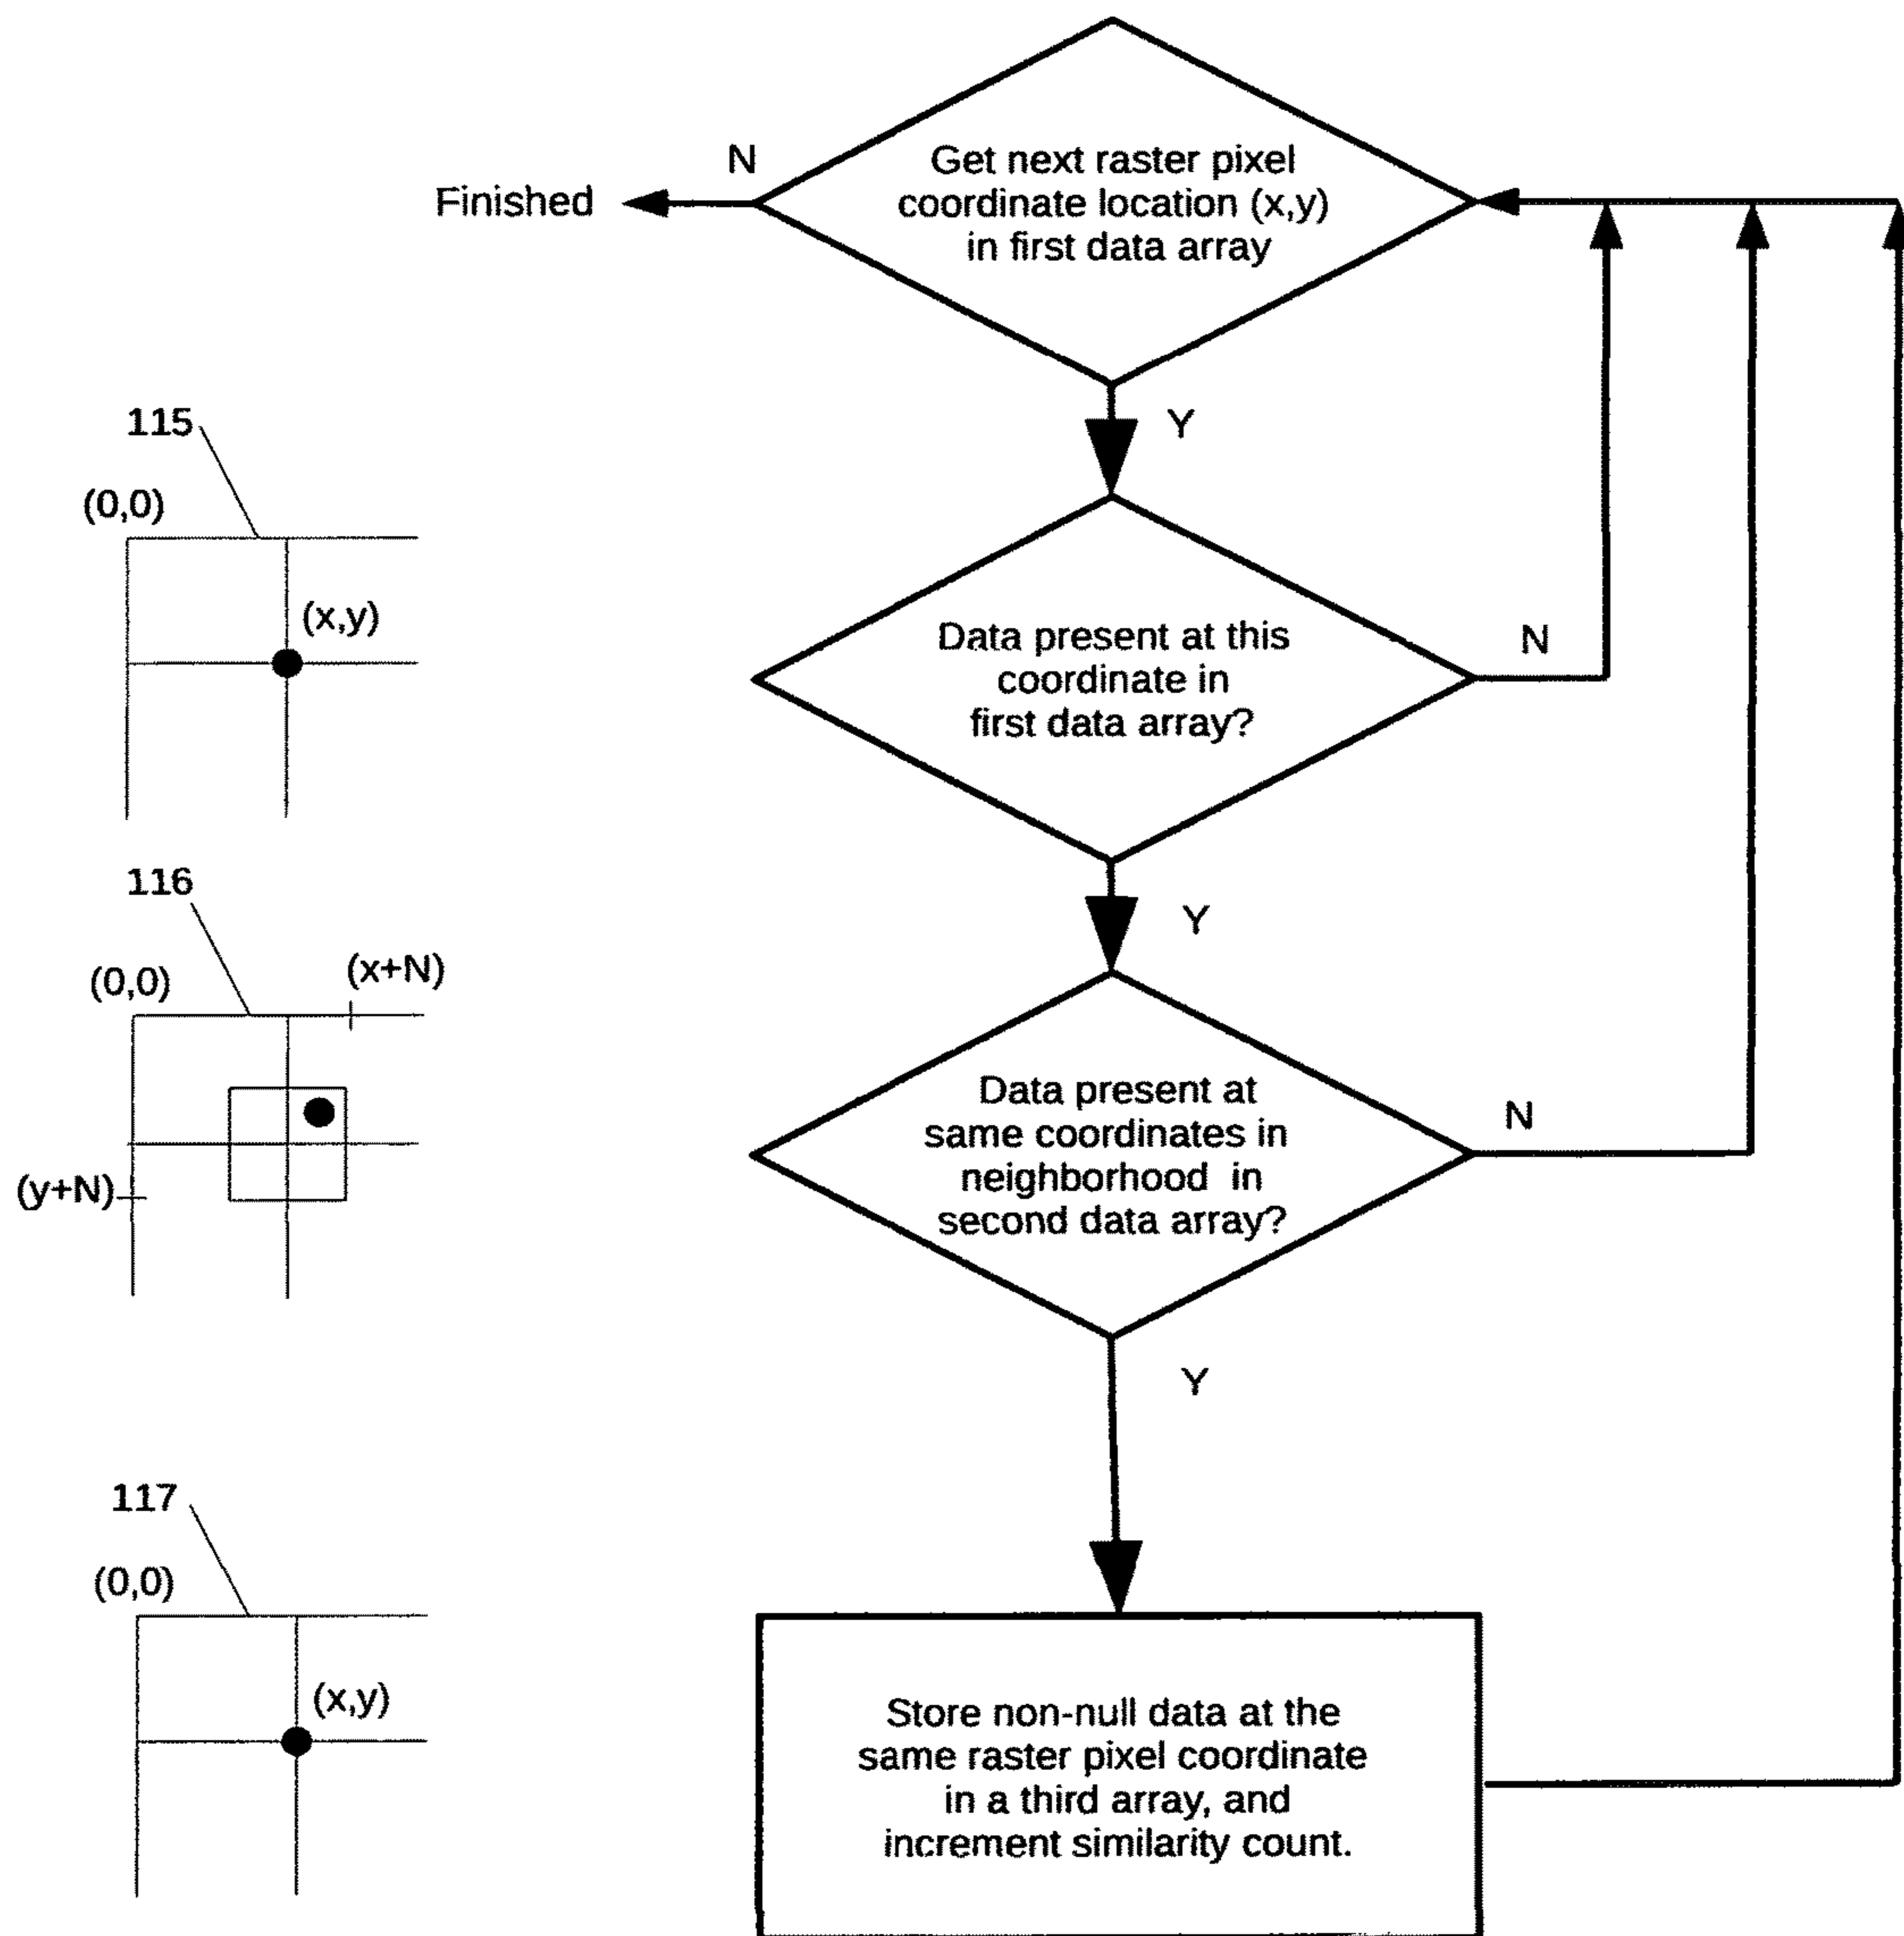 N
Finished
Get next raster pixel
coordinate location (x,y)
in first data array
Y
115
(0,0)
(x,y)
Data present at this
coordinate in
first data array?
N
Y
116
(0,0)
(x+N)
(y+N)
Data present at
same coordinates in
neighborhood in
second data array?
N
Y
117
(0,0)
(x,y)
Store non-null data at the
same raster pixel coordinate
in a third array, and
increment similarity count.